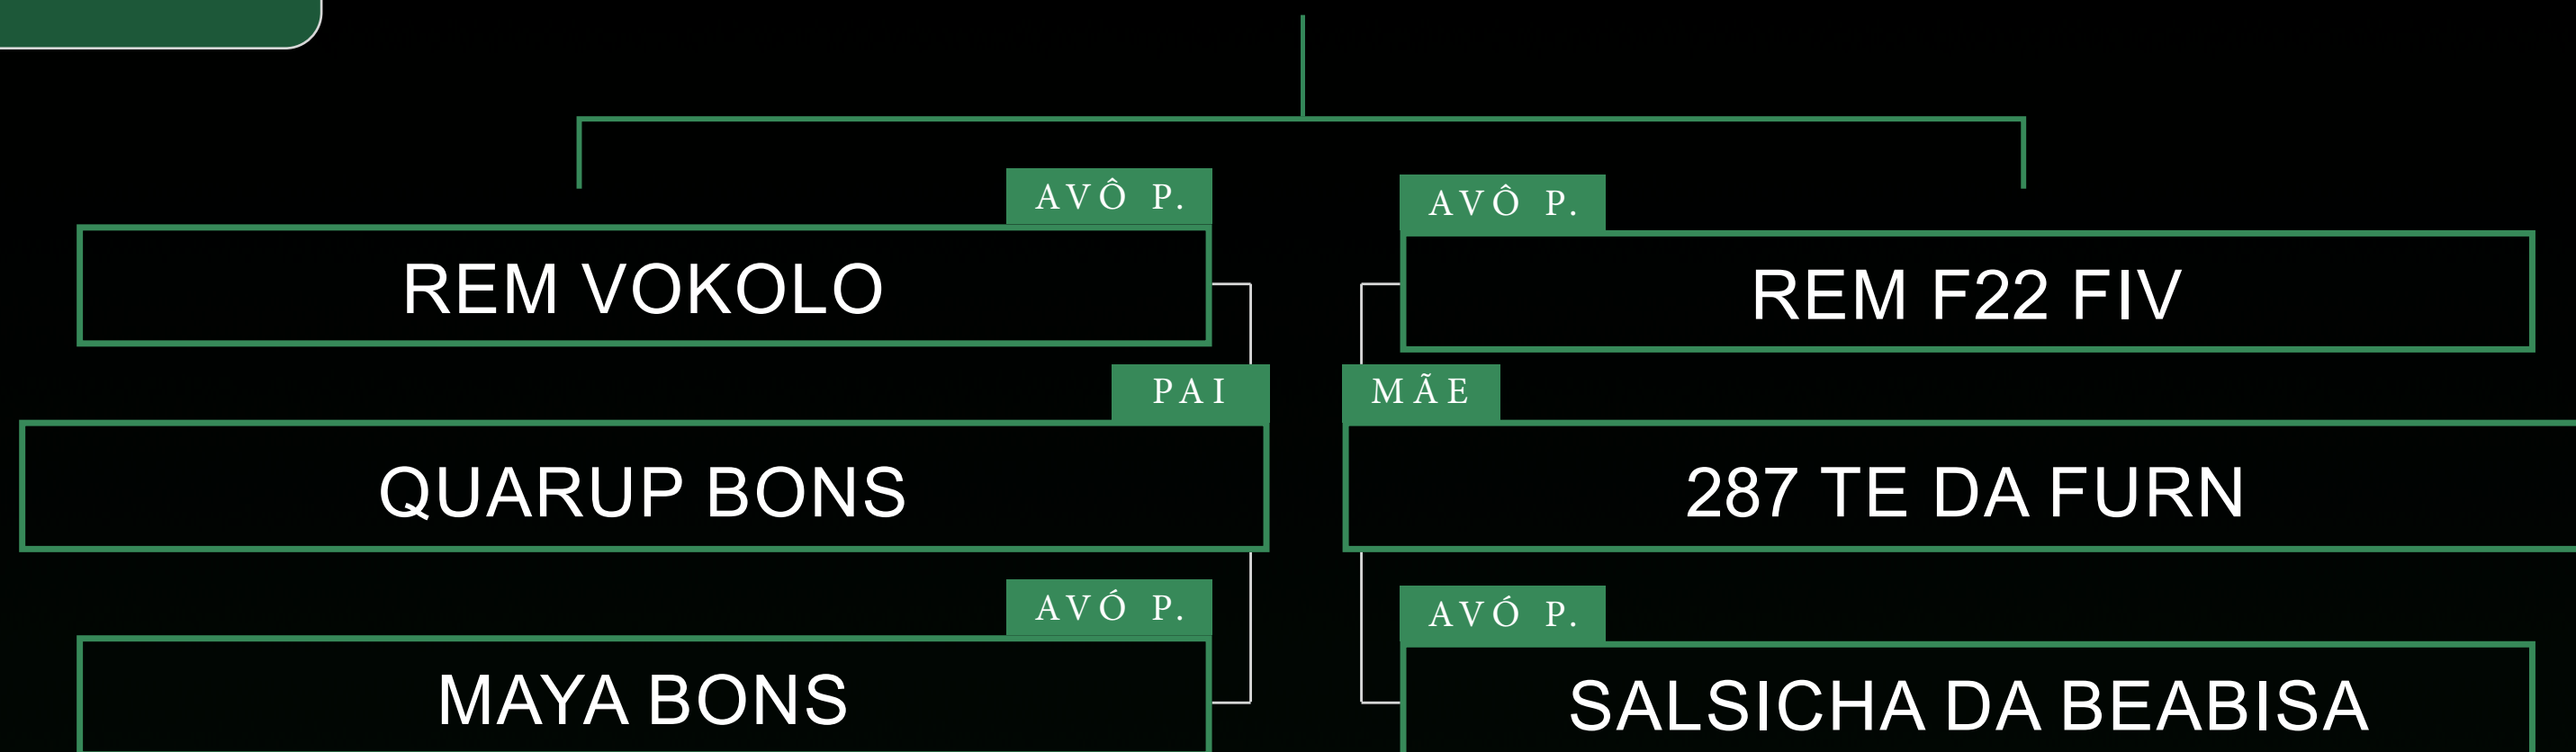 AVÔ P.
REM VOKOLO
PAI
QUARUP BONS
AVÓ P.
MAYA BONS
AVÔ P.
REM F22 FIV
MÃE
287 TE DA FURN
AVÓ P.
SALSICHA DA BEABISA